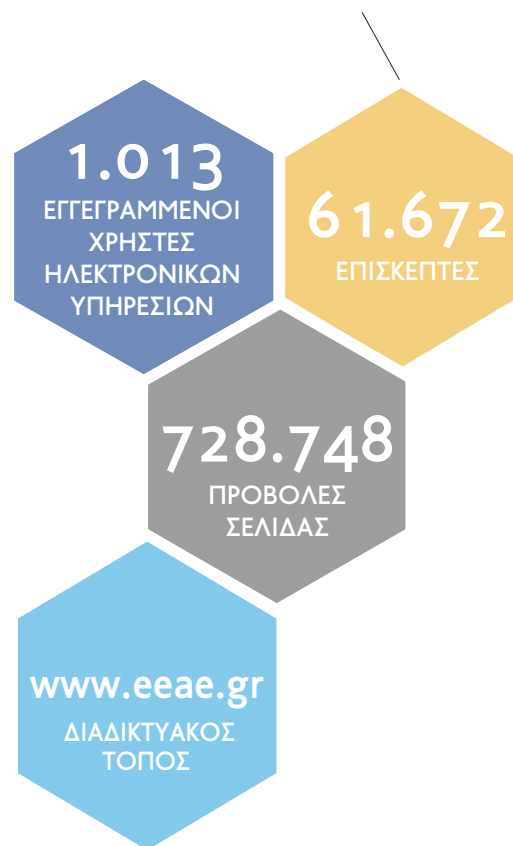 1.013
ΕΓΓΕΓΡΑΜΜΕΝΟΙ
ΧΡΗΣΤΕΣ
ΗΛΕΚΤΡΟΝΙΚΩΝ
ΥΠΗΡΕΣΙΩΝ
61.672
ΕΠΙΣΚΕΠΤΕΣ
728.748
ΠΡΟΒΟΛΕΣ
ΣΕΛΙΔΑΣ
www.eeae.gr
ΔΙΑΔΙΚΤΥΑΚΟΣ
ΤΟΠΟΣ